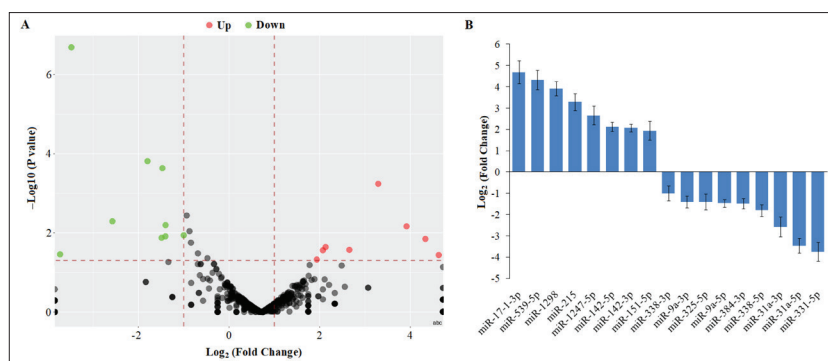 A
Up
Down
−Log10 (P value)
6
4
2
0
-2
0
2
4
Log2 (Fold Change)
B
Log2 (Fold Change)
6
5
4
3
2
1
0
-1
-2
-3
-4
-5
miR-17-1-3p
miR-539-5p
miR-1298
miR-215
miR-1247-5p
miR-142-5p
miR-142-3p
miR-151-5p
miR-338-3p
miR-9a-3p
miR-325-5p
miR-9a-5p
miR-384-3p
miR-338-5p
miR-31a-3p
miR-31a-5p
miR-331-5p